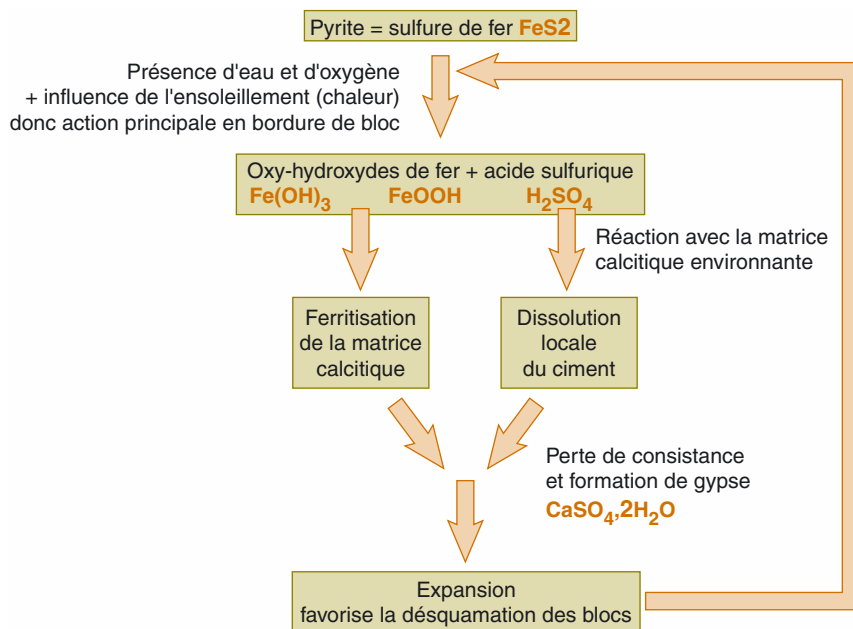 Pyrite = sulfure de fer FeS2
Présence d'eau et d'oxygène
+ influence de l'ensoleillement (chaleur)
donc action principale en bordure de bloc
Oxy-hydroxydes de fer + acide sulfurique
Fe(OH)₃ FeOOH H₂SO₄
Réaction avec la matrice
calcitique environnante
Ferritisation
de la matrice
calcitique
Dissolution
locale
du ciment
Perte de consistance
et formation de gypse
CaSO₄,2H₂O
Expansion
favorise la désquamation des blocs